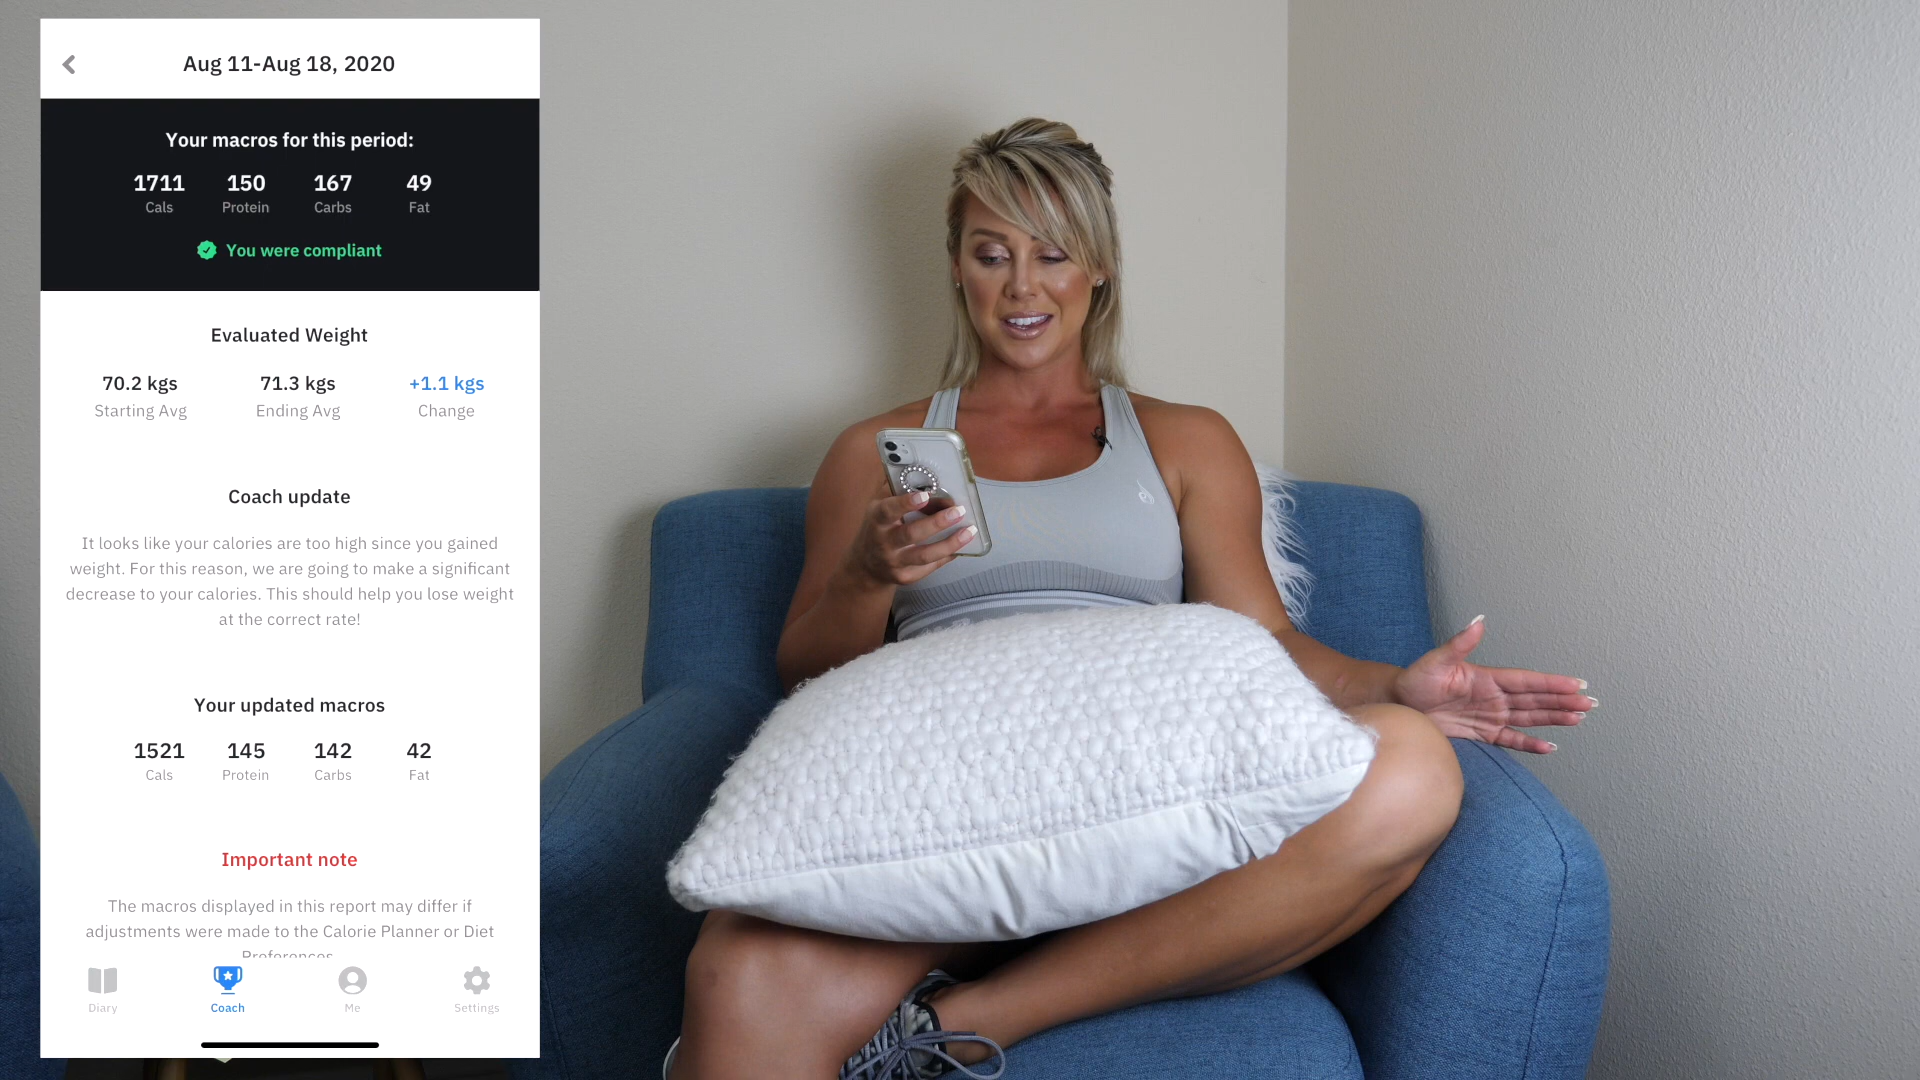 Aug 11-Aug 18, 2020
Your macros for this period:
1711 150 167 49
Cals Protein Carbs Fat
You were compliant
Evaluated Weight
70.2 kgs 71.3 kgs +1.1 kgs
Starting Avg Ending Avg Change
Coach update
It looks like your calories are too high since you gained
weight. For this reason, we are going to make a significant
decrease to your calories. This should help you lose weight
at the correct rate!
Your updated macros
1521 145 142 42
Cals Protein Carbs Fat
Important note
The macros displayed in this report may differ if
adjustments were made to the Calorie Planner or Diet
Preferences.
Diary Coach Me Settings